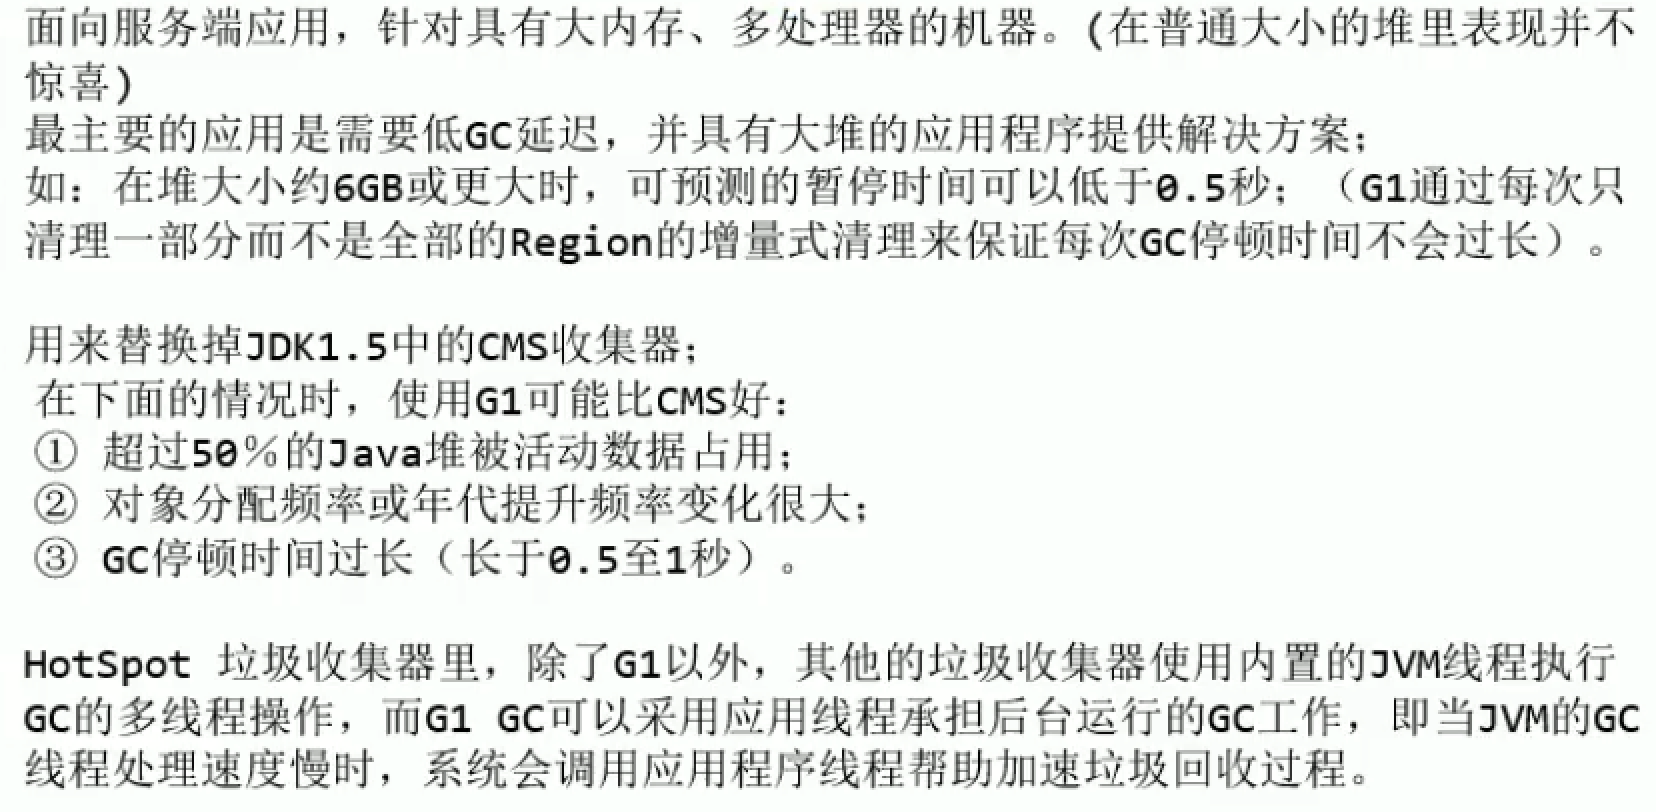 面向服务端应用，针对具有大内存、多处理器的机器。(在普通大小的堆里表现并不
惊喜)
最主要的应用是需要低GC延迟，并具有大堆的应用程序提供解决方案；
如：在堆大小约6GB或更大时，可预测的暂停时间可以低于0.5秒；（G1通过每次只
清理一部分而不是全部的Region的增量式清理来保证每次GC停顿时间不会过长）。
用来替换掉JDK1.5中的CMS收集器；
在下面的情况时，使用G1可能比CMS好：
① 超过50％的Java堆被活动数据占用；
② 对象分配频率或年代提升频率变化很大；
③ GC停顿时间过长（长于0.5至1秒）。
HotSpot 垃圾收集器里，除了G1以外，其他的垃圾收集器使用内置的JVM线程执行
GC的多线程操作，而G1 GC可以采用应用线程承担后台运行的GC工作，即当JVM的GC
线程处理速度慢时，系统会调用应用程序线程帮助加速垃圾回收过程。